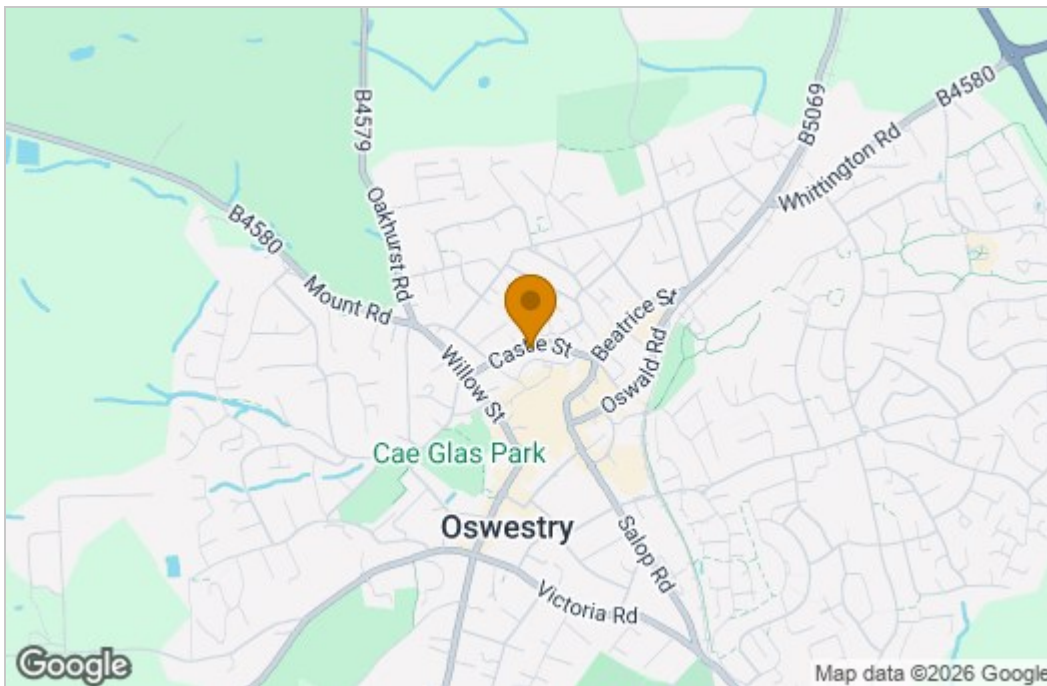 B4579
Oakhurst Rd
B4580
Mount Rd
B5069
B4580
Whittington Rd
Castle St
Beatrice St
Oswald Rd
Willow St
Cae Glas Park
Oswestry
Salop Rd
Victoria Rd
Google
Map data ©2026 Google